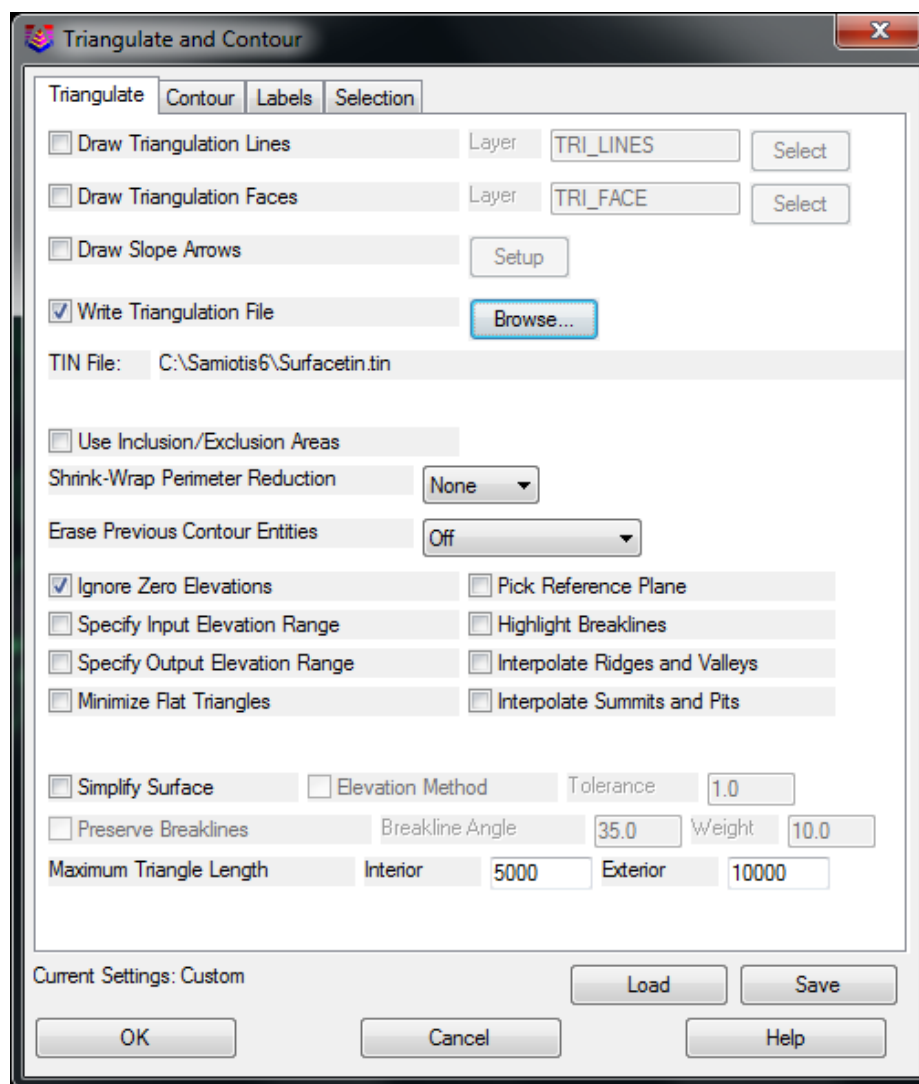 Triangulate and Contour
Triangulate Contour Labels Selection
Draw Triangulation Lines Layer TRI_LINES Select
Draw Triangulation Faces Layer TRI_FACE Select
Draw Slope Arrows Setup
Write Triangulation File Browse...
TIN File: C:\Samiotis6\Surfacetin.tin
Use Inclusion/Exclusion Areas
Shrink-Wrap Perimeter Reduction None
Erase Previous Contour Entities Off
Ignore Zero Elevations Pick Reference Plane
Specify Input Elevation Range Highlight Breaklines
Specify Output Elevation Range Interpolate Ridges and Valleys
Minimize Flat Triangles Interpolate Summits and Pits
Simplify Surface Elevation Method Tolerance 1.0
Preserve Breaklines Breakline Angle 35.0 Weight 10.0
Maximum Triangle Length Interior 5000 Exterior 10000
Current Settings: Custom Load Save
OK Cancel Help